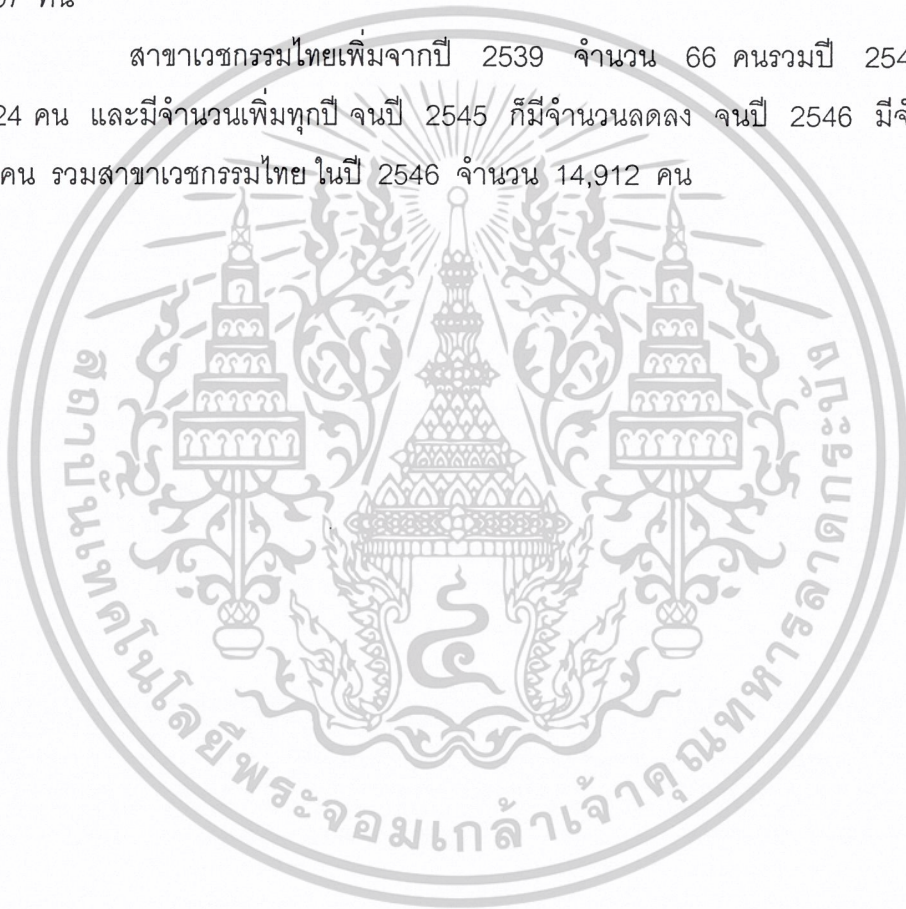 คน
สาขาเวชกรรมไทยเพิ่มจากปี 2539 จำนวน 66 คนรวมปี 254
24 คน และมีจำนวนเพิ่มทุกปี จนปี 2545 ก็มีจำนวนลดลง จนปี 2546 มีจ
คน รวมสาขาเวชกรรมไทย ในปี 2546 จำนวน 14,912 คน
สถาบันเทคโนโลยีพระจอมเกล้าเจ้าคุณทหารลาดกระบัง